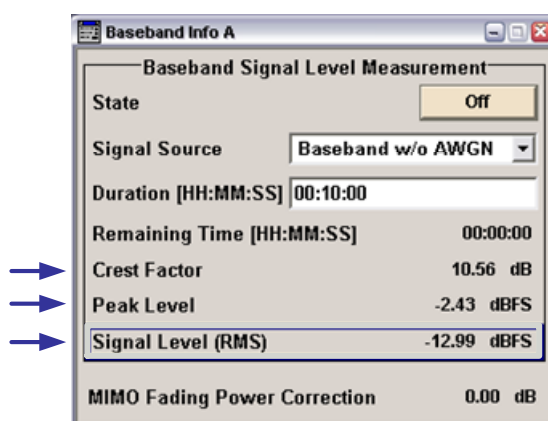 Baseband Info A
Baseband Signal Level Measurement
State Off
Signal Source Baseband w/o AWGN
Duration [HH:MM:SS] 00:10:00
Remaining Time [HH:MM:SS] 00:00:00
Crest Factor 10.56 dB
Peak Level -2.43 dBFS
Signal Level (RMS) -12.99 dBFS
MIMO Fading Power Correction 0.00 dB